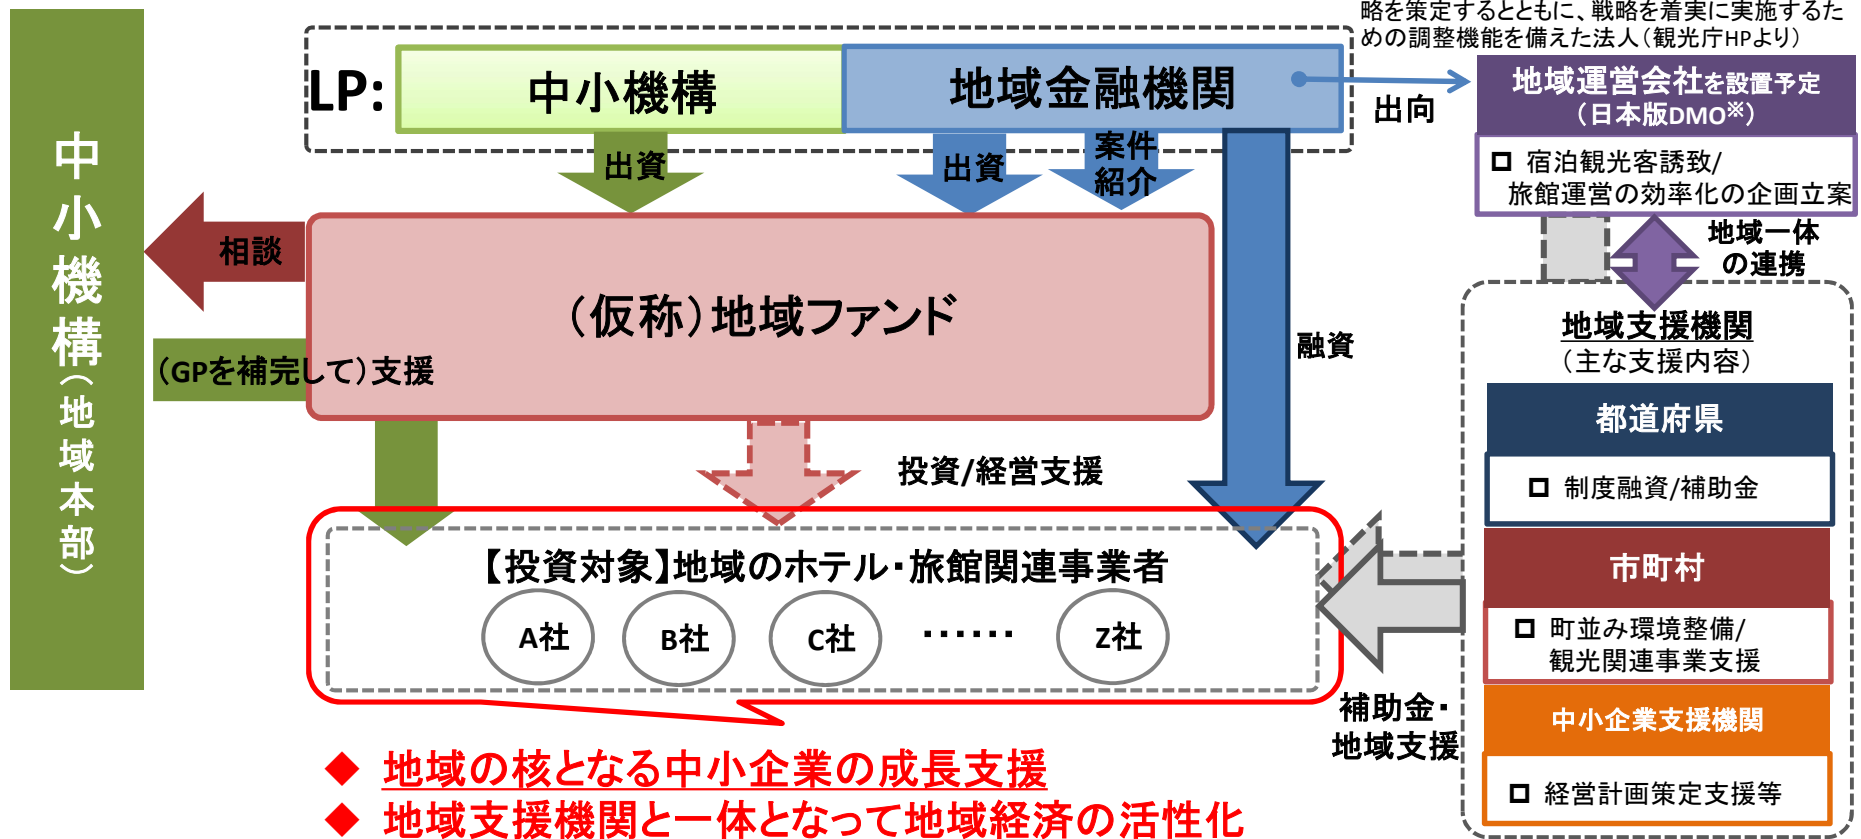 略を策定するとともに、戦略を着実に実施するた
めの調整機能を備えた法人（観光庁HPより）
LP:
中小機構
地域金融機関
出向
地域運営会社を設置予定
（日本版DMO※）
宿泊観光客誘致/
旅館運営の効率化の企画立案
中小機構（地域本部）
出資
出資
案件
紹介
相談
（仮称）地域ファンド
（GPを補完して）支援
融資
地域一体
の連携
地域支援機関
（主な支援内容）
都道府県
制度融資/補助金
市町村
町並み環境整備/
観光関連事業支援
中小企業支援機関
経営計画策定支援等
投資/経営支援
【投資対象】地域のホテル・旅館関連事業者
A社
B社
C社
……
Z社
補助金・
地域支援
◆ 地域の核となる中小企業の成長支援
◆ 地域支援機関と一体となって地域経済の活性化